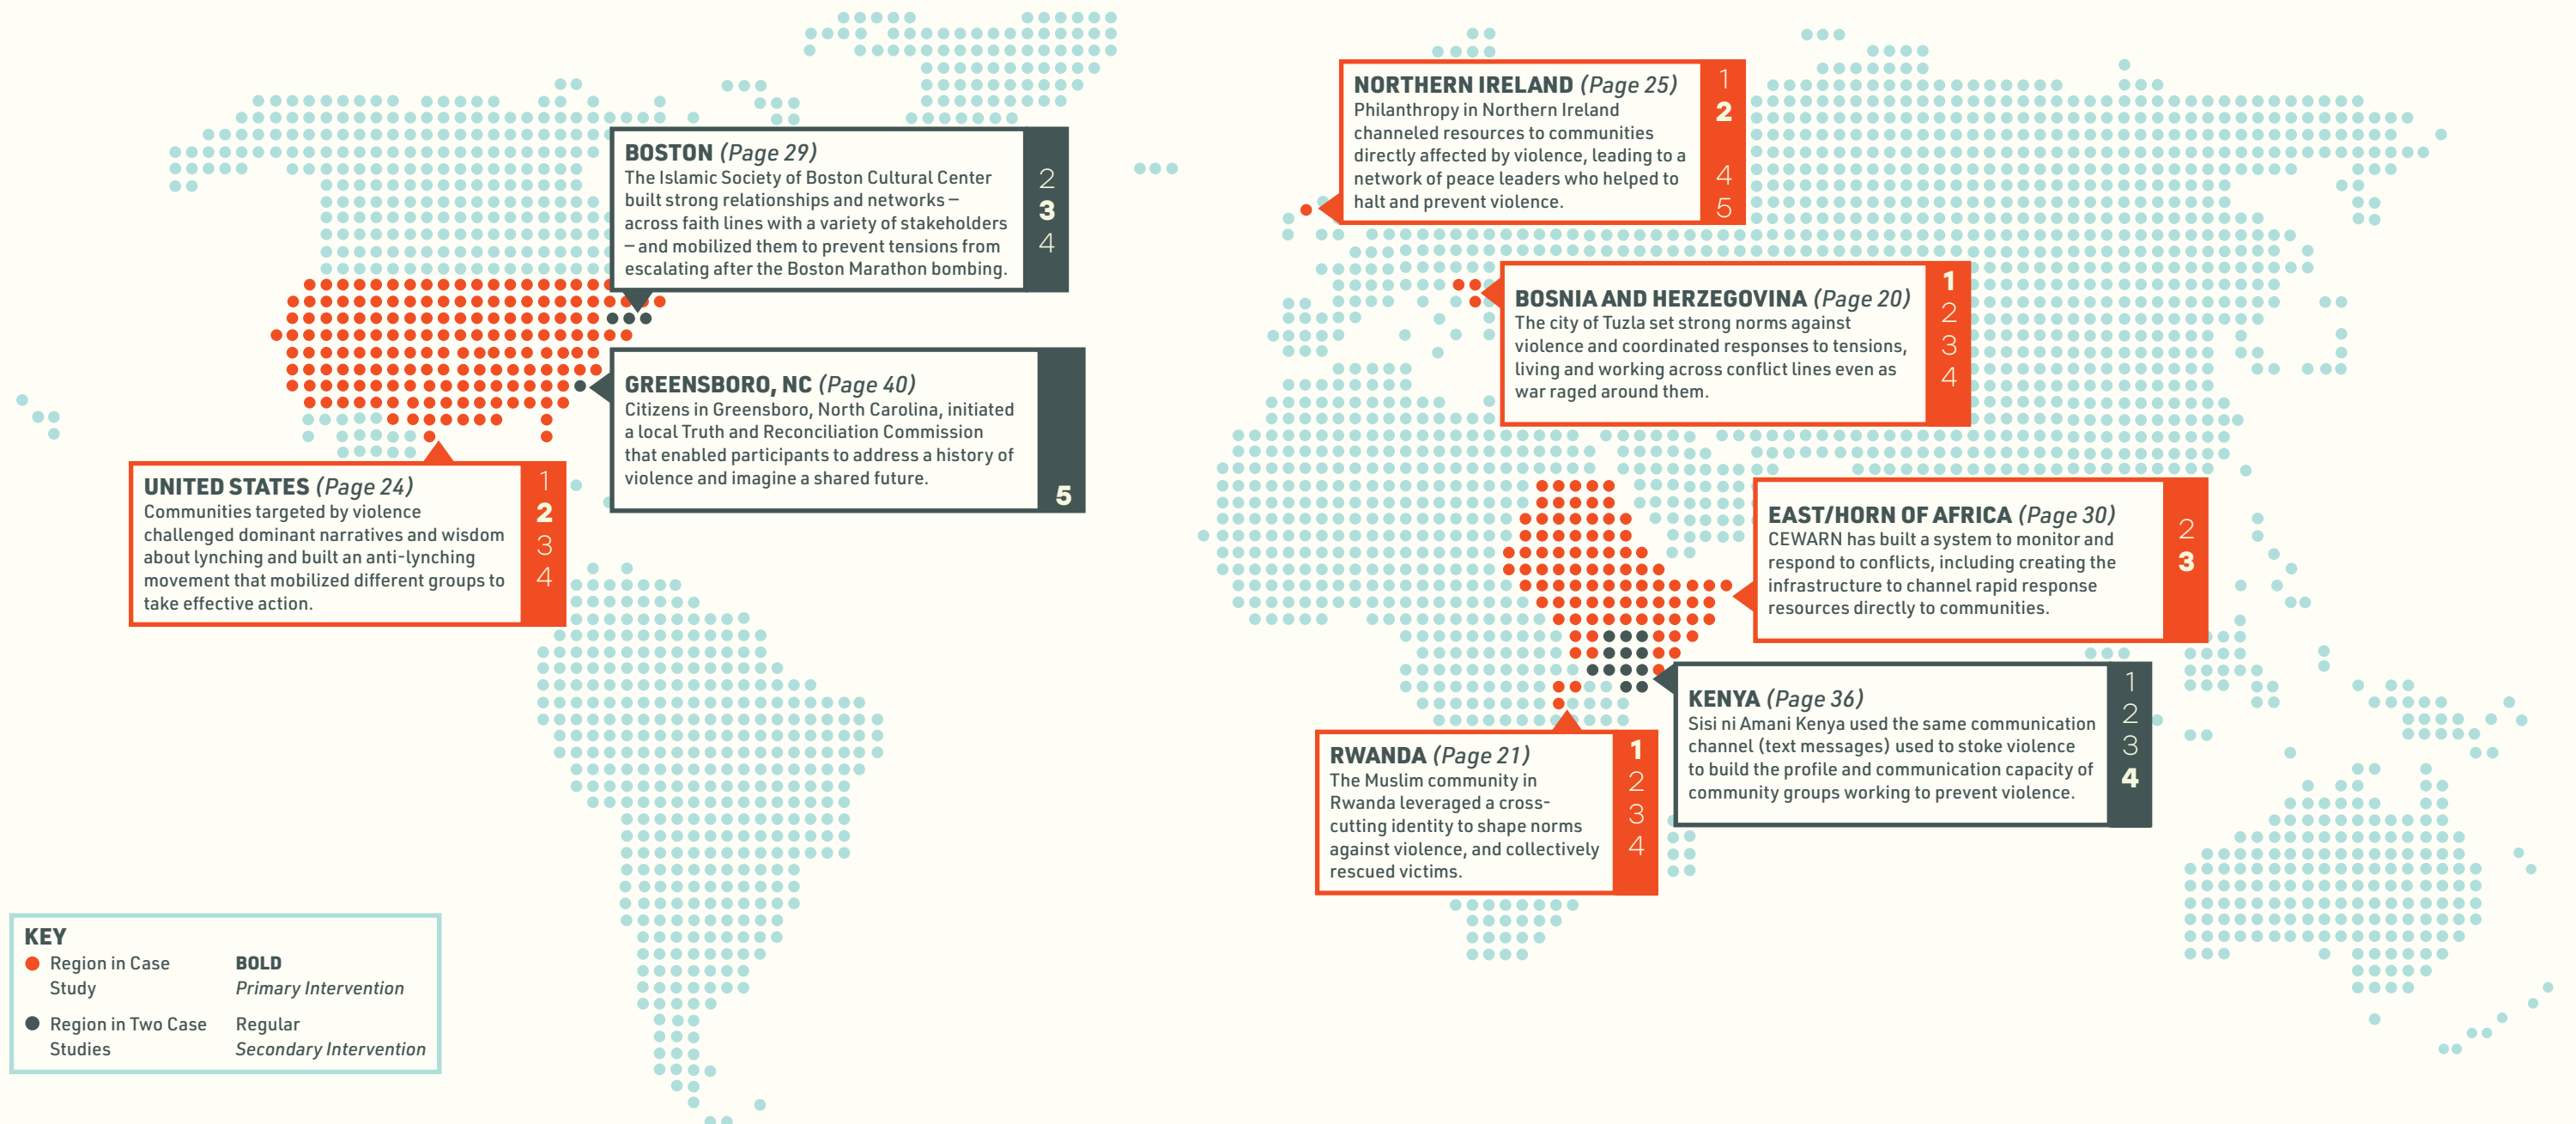 BOSTON (Page 29)
The Islamic Society of Boston Cultural Center
built strong relationships and networks –
across faith lines with a variety of stakeholders
– and mobilized them to prevent tensions from
escalating after the Boston Marathon bombing.
2
3
4
GREENSBORO, NC (Page 40)
Citizens in Greensboro, North Carolina, initiated
a local Truth and Reconciliation Commission
that enabled participants to address a history of
violence and imagine a shared future.
5
UNITED STATES (Page 24)
Communities targeted by violence
challenged dominant narratives and wisdom
about lynching and built an anti-lynching
movement that mobilized different groups to
take effective action.
1
2
3
4
NORTHERN IRELAND (Page 25)
Philanthropy in Northern Ireland
channeled resources to communities
directly affected by violence, leading to a
network of peace leaders who helped to
halt and prevent violence.
1
2
4
5
BOSNIA AND HERZEGOVINA (Page 20)
The city of Tuzla set strong norms against
violence and coordinated responses to tensions,
living and working across conflict lines even as
war raged around them.
1
2
3
4
EAST/HORN OF AFRICA (Page 30)
CEWARN has built a system to monitor and
respond to conflicts, including creating the
infrastructure to channel rapid response
resources directly to communities.
2
3
KENYA (Page 36)
Sisi ni Amani Kenya used the same communication
channel (text messages) used to stoke violence
to build the profile and communication capacity of
community groups working to prevent violence.
1
2
3
4
RWANDA (Page 21)
The Muslim community in
Rwanda leveraged a cross-
cutting identity to shape norms
against violence, and collectively
rescued victims.
1
2
3
4
KEY
Region in Case
Study
BOLD
Primary Intervention
Region in Two Case
Studies
Regular
Secondary Intervention